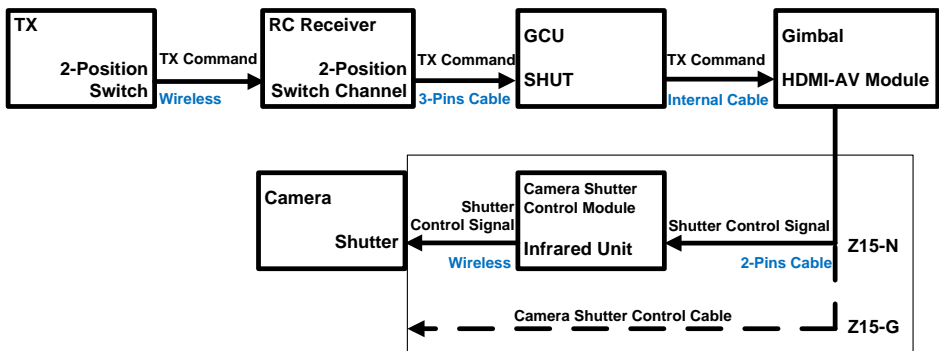 TX
2-Position
Switch
TX Command
Wireless
RC Receiver
2-Position
Switch Channel
TX Command
3-Pins Cable
GCU
SHUT
TX Command
Internal Cable
Gimbal
HDMI-AV Module
Camera
Shutter
Shutter
Control Signal
Wireless
Camera Shutter
Control Module
Infrared Unit
Shutter Control Signal
2-Pins Cable
Z15-N
Camera Shutter Control Cable
Z15-G